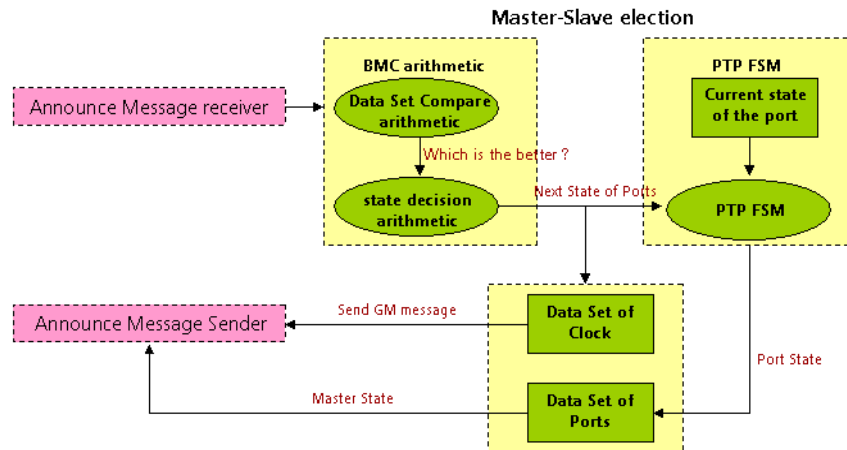 Master-Slave election
BMC arithmetic
PTP FSM
Announce Message receiver
Data Set Compare
arithmetic
Current state
of the port
Which is the better ?
state decision
arithmetic
Next State of Ports
PTP FSM
Send GM message
Data Set of
Clock
Announce Message Sender
Port State
Master State
Data Set of
Ports